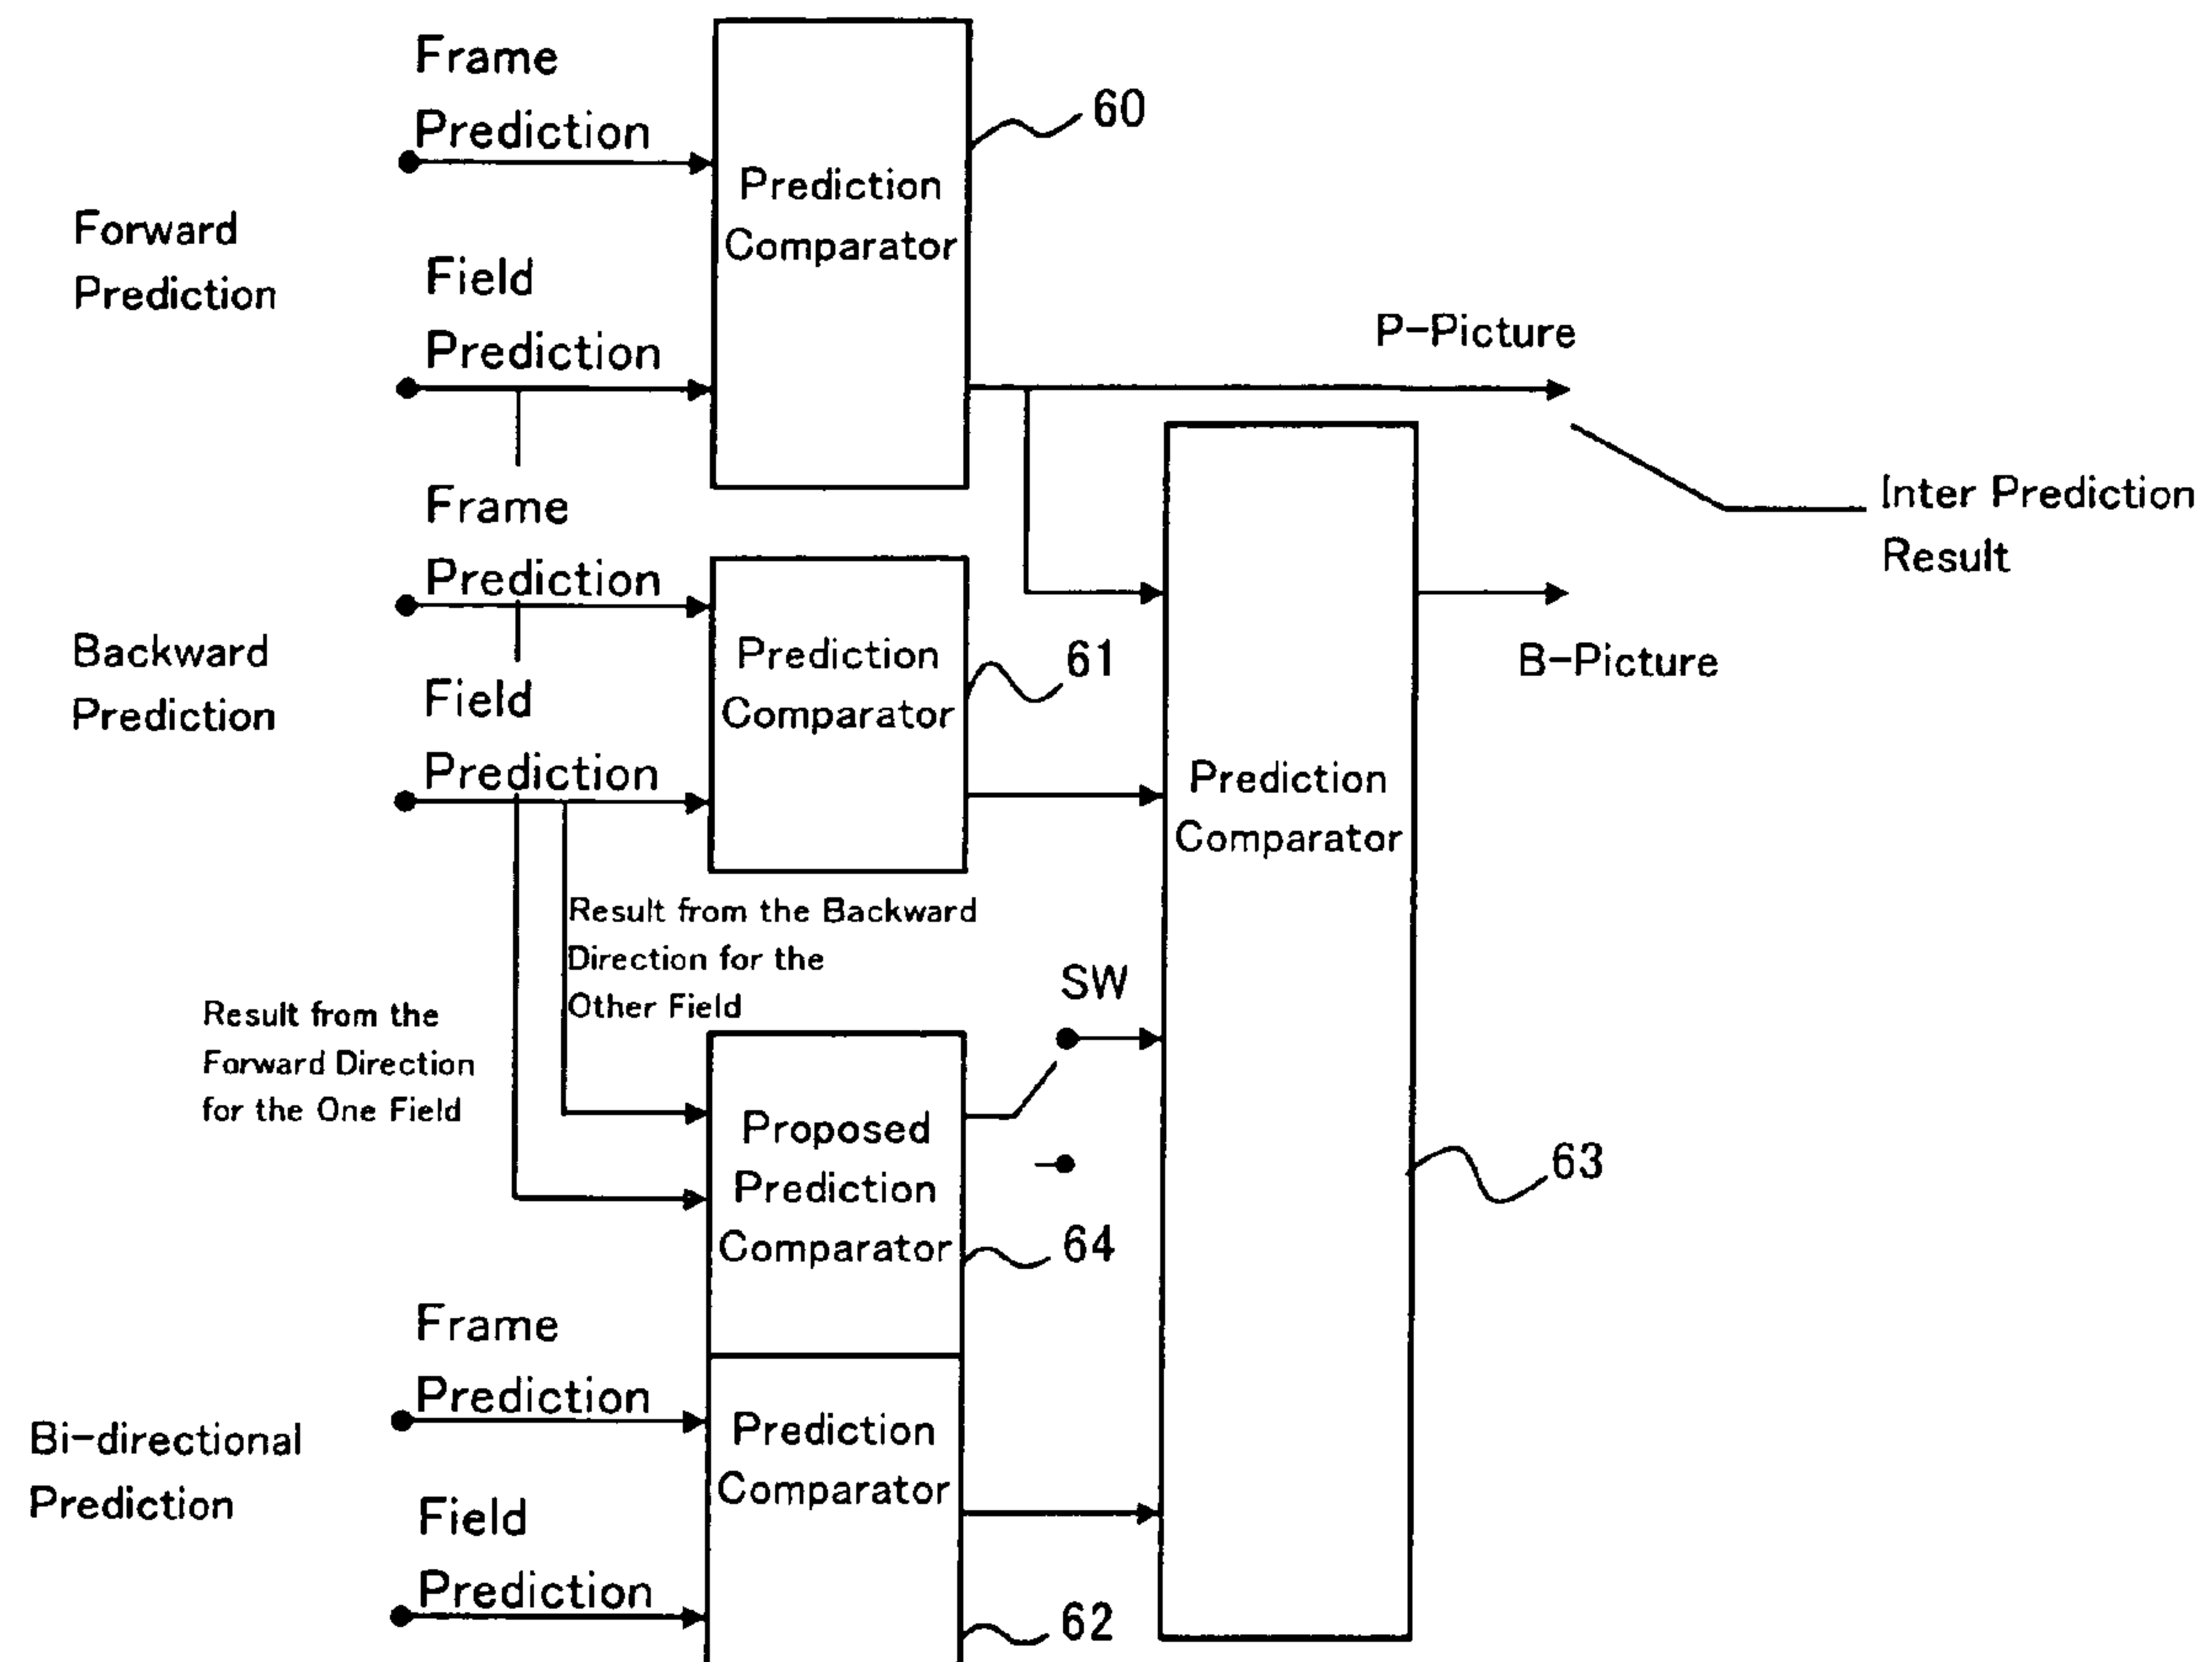 Frame
Prediction
60
Prediction
Comparator
Forward
Prediction
Field
Prediction
P-Picture
Inter Prediction
Result
Frame
Prediction
Backward
Prediction
Prediction
Comparator
61
B-Picture
Field
Prediction
Prediction
Comparator
Result from the Backward
Direction for the
Other Field
SW
Result from the
Forward Direction
for the One Field
Proposed
Prediction
Comparator
64
63
Frame
Prediction
Bi-directional
Prediction
Prediction
Comparator
Field
Prediction
62